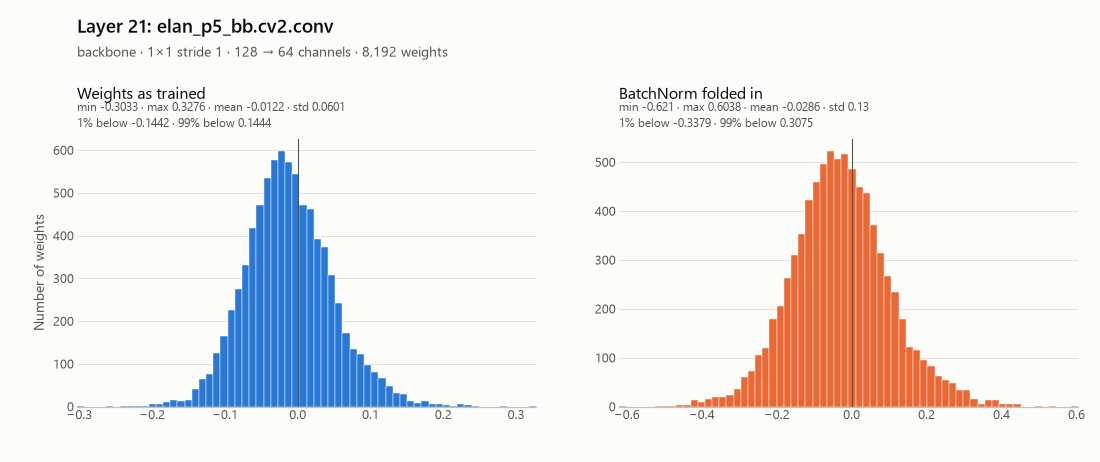 Layer 21: elan_p5_bb.cv2.conv
backbone · 1×1 stride 1 · 128 → 64 channels · 8,192 weights
Weights as trained
min -0.3033 · max 0.3276 · mean -0.0122 · std 0.0601
1% below -0.1442 · 99% below 0.1444
Number of weights
600
500
400
300
200
100
0
−0.3 −0.2 −0.1 0.0 0.1 0.2 0.3
BatchNorm folded in
min -0.621 · max 0.6038 · mean -0.0286 · std 0.13
1% below -0.3379 · 99% below 0.3075
500
400
300
200
100
0
−0.6 −0.4 −0.2 0.0 0.2 0.4 0.6